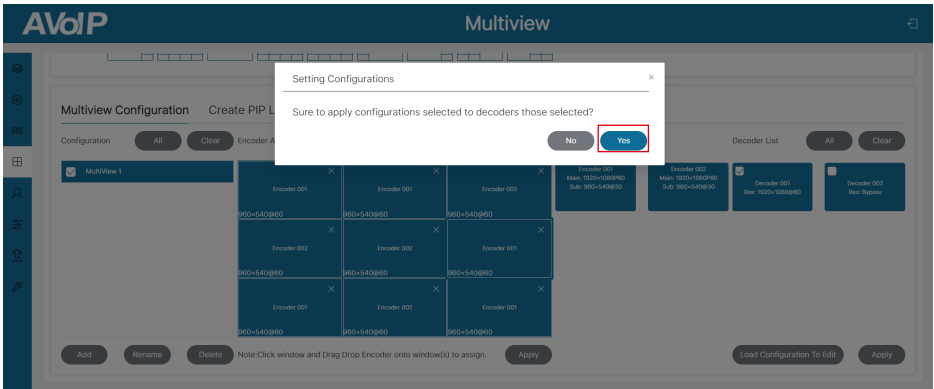 AVoIP
Multiview
Setting Configurations
Sure to apply configurations selected to decoders those selected?
No
Yes
Multiview Configuration
Create PIP L
Configuration
All
Clear
Encoder A
Decoder List
All
Clear
MultiView 1
Encoder 001
960×540@60
Encoder 001
960×540@60
Encoder 002
960×540@60
Encoder 001
Main: 1920×1080P60
Sub: 960×540@30
Encoder 002
Main: 1920×1080P60
Sub: 960×540@30
Decoder 001
Res: 1920×1080@60
Decoder 002
Res: Bypass
Encoder 002
960×540@60
Encoder 002
960×540@60
Encoder 001
960×540@60
Encoder 001
960×540@60
Encoder 002
960×540@60
Encoder 001
960×540@60
Add
Rename
Delete
Note:Click window and Drag Drop Encoder onto window(s) to assign.
Apply
Load Configuration To Edit
Apply